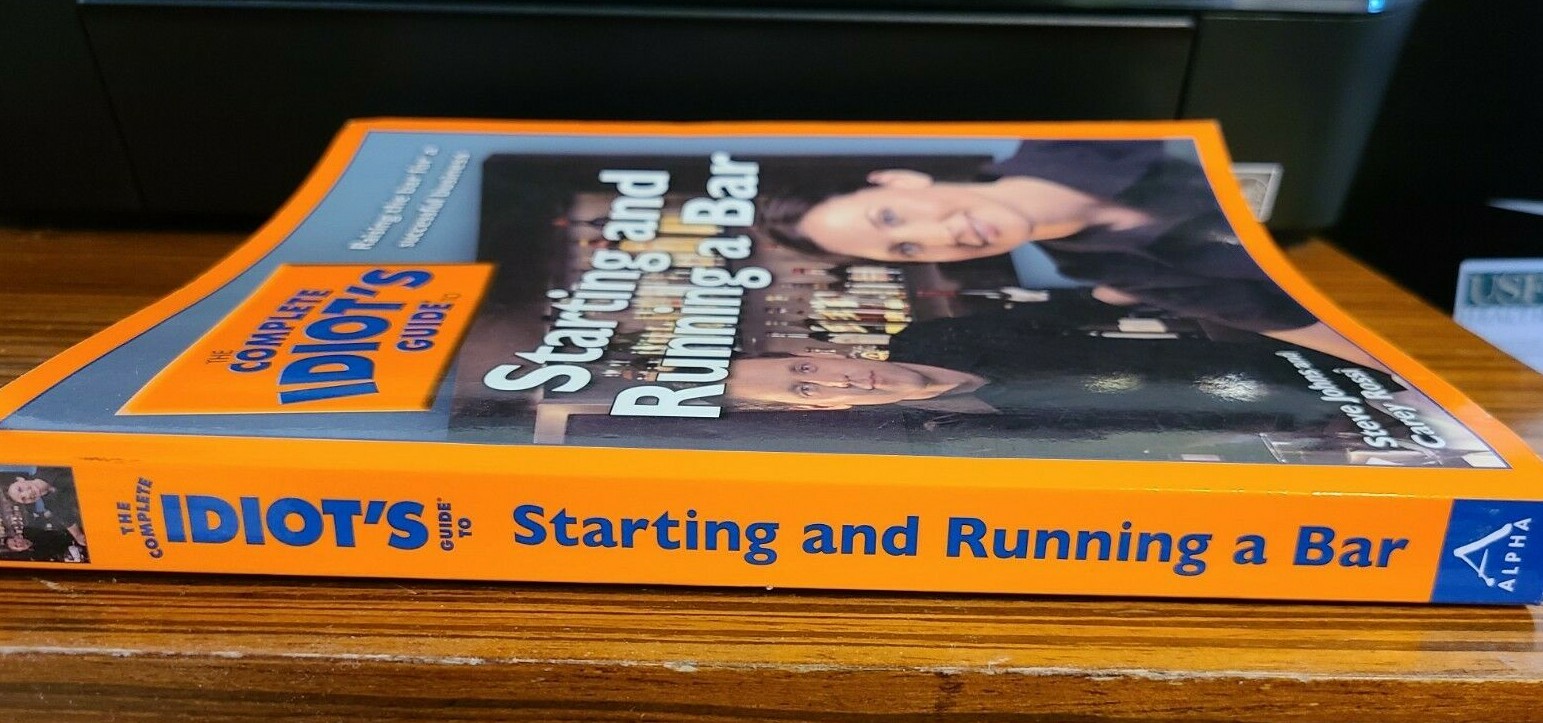 Raising the bar for a
successful business
THE
COMPLETE
IDIOT'S
GUIDE TO
Starting and
Running a Bar
Steve Johnson
Carey Rossi
THE
COMPLETE
IDIOT'S
GUIDE®
TO
Starting and Running a Bar
ALPHA